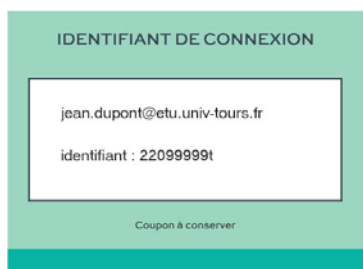 IDENTIFIANT DE CONNEXION
jean.dupont@etu.univ-tours.fr
identifiant : 22099999t
Coupon à conserver